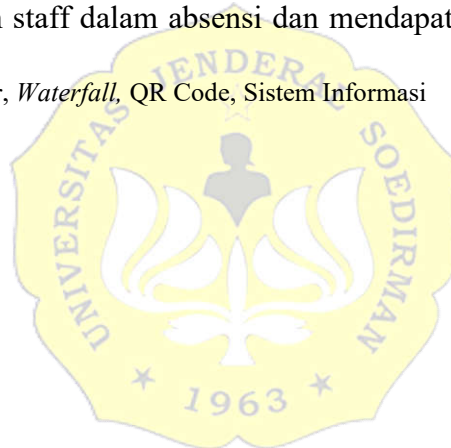 staff dalam absensi dan mendapat
Waterfall, QR Code, Sistem Informasi
UNIVERSITAS JENDERAL SOEDIRMAN
* 1963 *